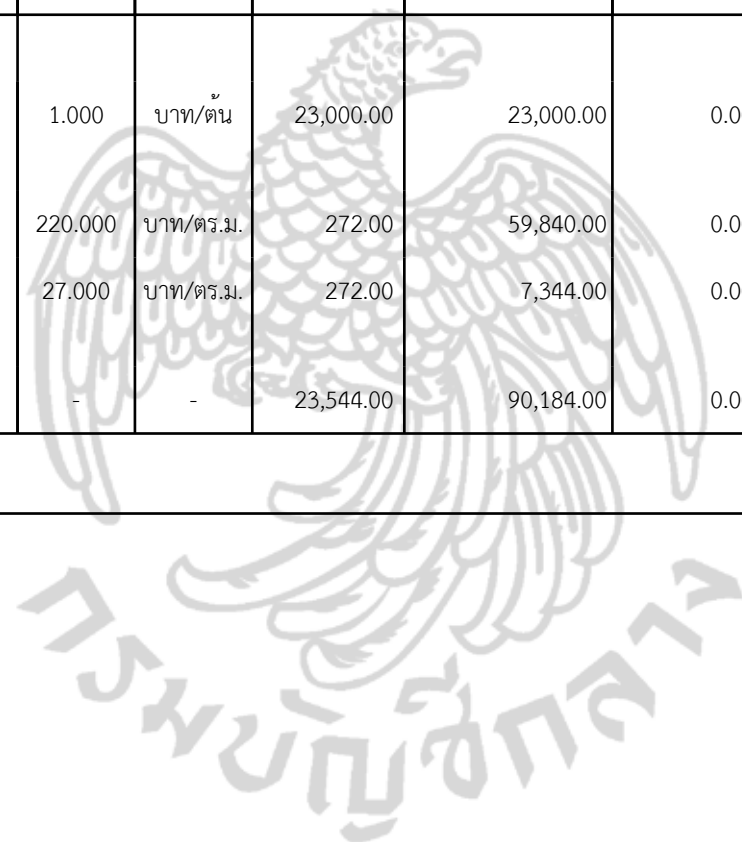 1.000 บาท/ต้น 23,000.00 23,000.00 0.0
220.000 บาท/ตร.ม. 272.00 59,840.00 0.0
27.000 บาท/ตร.ม. 272.00 7,344.00 0.0
- - 23,544.00 90,184.00 0.0
กรมบัญชีกลาง